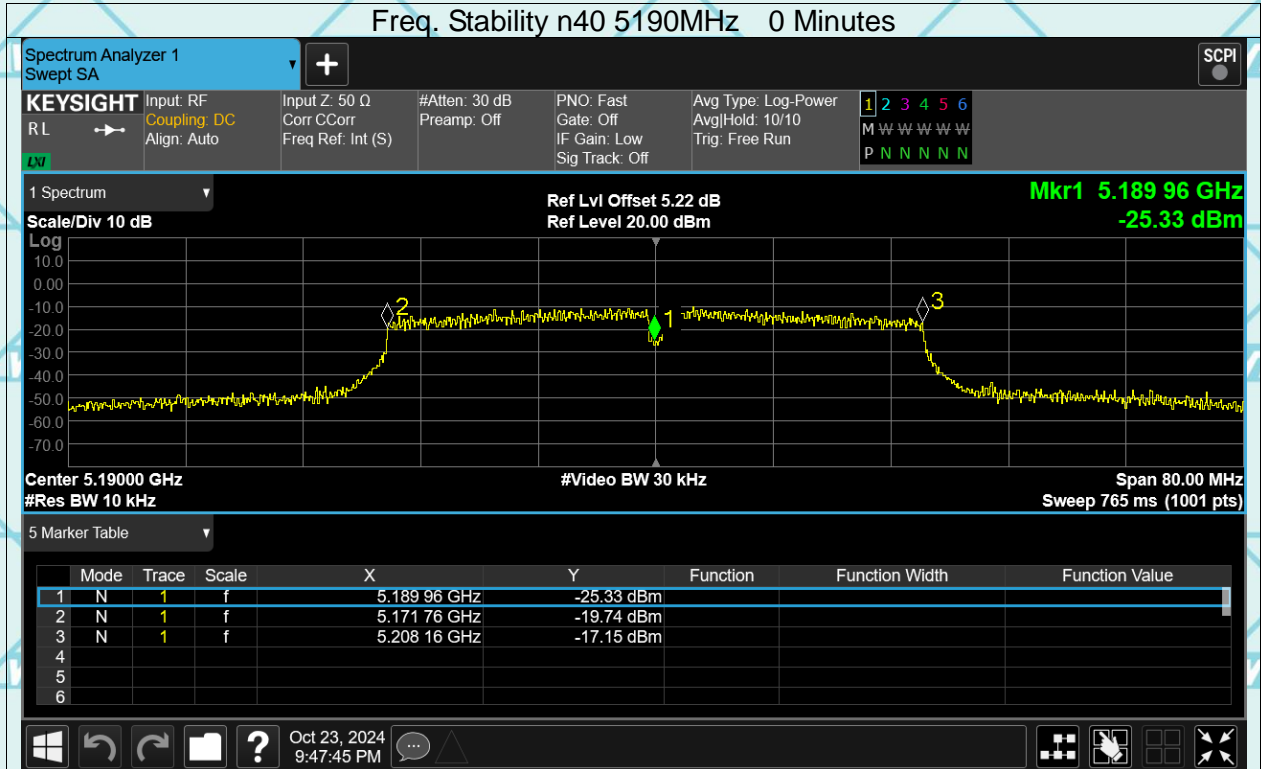 Freq. Stability n40 5190MHz 0 Minutes
Spectrum Analyzer 1
Swept SA
+
SCPI
KEYSIGHT Input: RF Input Z: 50 Ω #Atten: 30 dB PNO: Fast Avg Type: Log-Power 1 2 3 4 5 6
RL Coupling: DC Corr CCorr Preamp: Off Gate: Off Avg|Hold: 10/10 M W W W W W W
Align: Auto Freq Ref: Int (S) IF Gain: Low Trig: Free Run P N N N N N N
LXI Sig Track: Off
1 Spectrum Ref Lvl Offset 5.22 dB Mkr1 5.189 96 GHz
Scale/Div 10 dB Ref Level 20.00 dBm -25.33 dBm
Log
10.0
0.00
-10.0
-20.0
-30.0
-40.0
-50.0
-60.0
-70.0
2
1
3
Center 5.19000 GHz #Video BW 30 kHz Span 80.00 MHz
#Res BW 10 kHz Sweep 765 ms (1001 pts)
5 Marker Table
Mode Trace Scale X Y Function Function Width Function Value
1 N 1 f 5.189 96 GHz -25.33 dBm
2 N 1 f 5.171 76 GHz -19.74 dBm
3 N 1 f 5.208 16 GHz -17.15 dBm
4
5
6
? Oct 23, 2024
9:47:45 PM